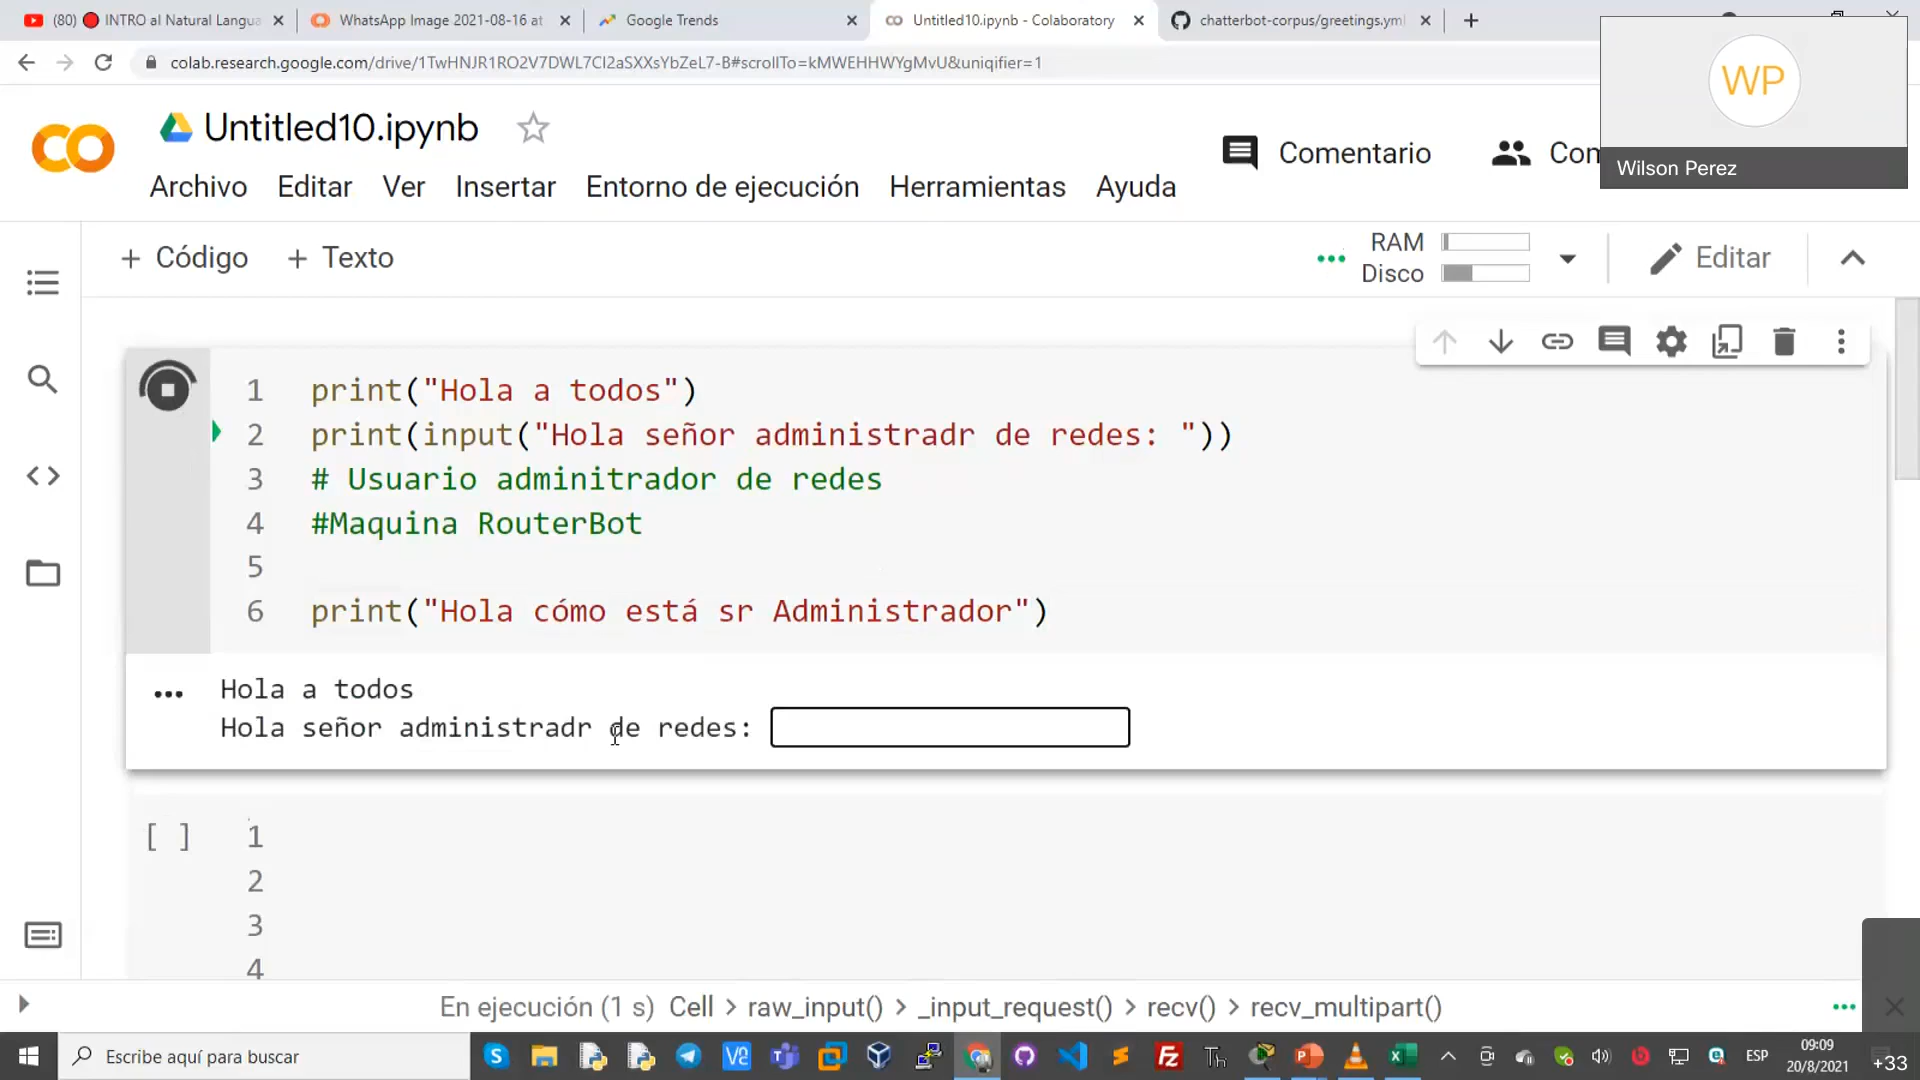 (80) 🔴 INTRO al Natural Langua
WhatsApp Image 2021-08-16 at
Google Trends
Untitled10.ipynb - Colaboratory
chatterbot-corpus/greetings.yml
colab.research.google.com/drive/1TwHNJR1RO2V7DWL7CI2aSXXsYbZeL7-B#scrollTo=kMWEHHWYgMvU&uniqifier=1
WP
Wilson Perez
CO
Untitled10.ipynb
Comentario
Com
Archivo Editar Ver Insertar Entorno de ejecución Herramientas Ayuda
+ Código + Texto
RAM
Disco
Editar
1 print("Hola a todos")
2 print(input("Hola señor administradr de redes: "))
3 # Usuario adminitrador de redes
4 #Maquina RouterBot
5
6 print("Hola cómo está sr Administrador")
Hola a todos
Hola señor administradr de redes:
[ ] 1
2
3
4
En ejecución (1 s) Cell > raw_input() > _input_request() > recv() > recv_multipart()
Escribe aquí para buscar
ESP
09:09
20/8/2021
+33